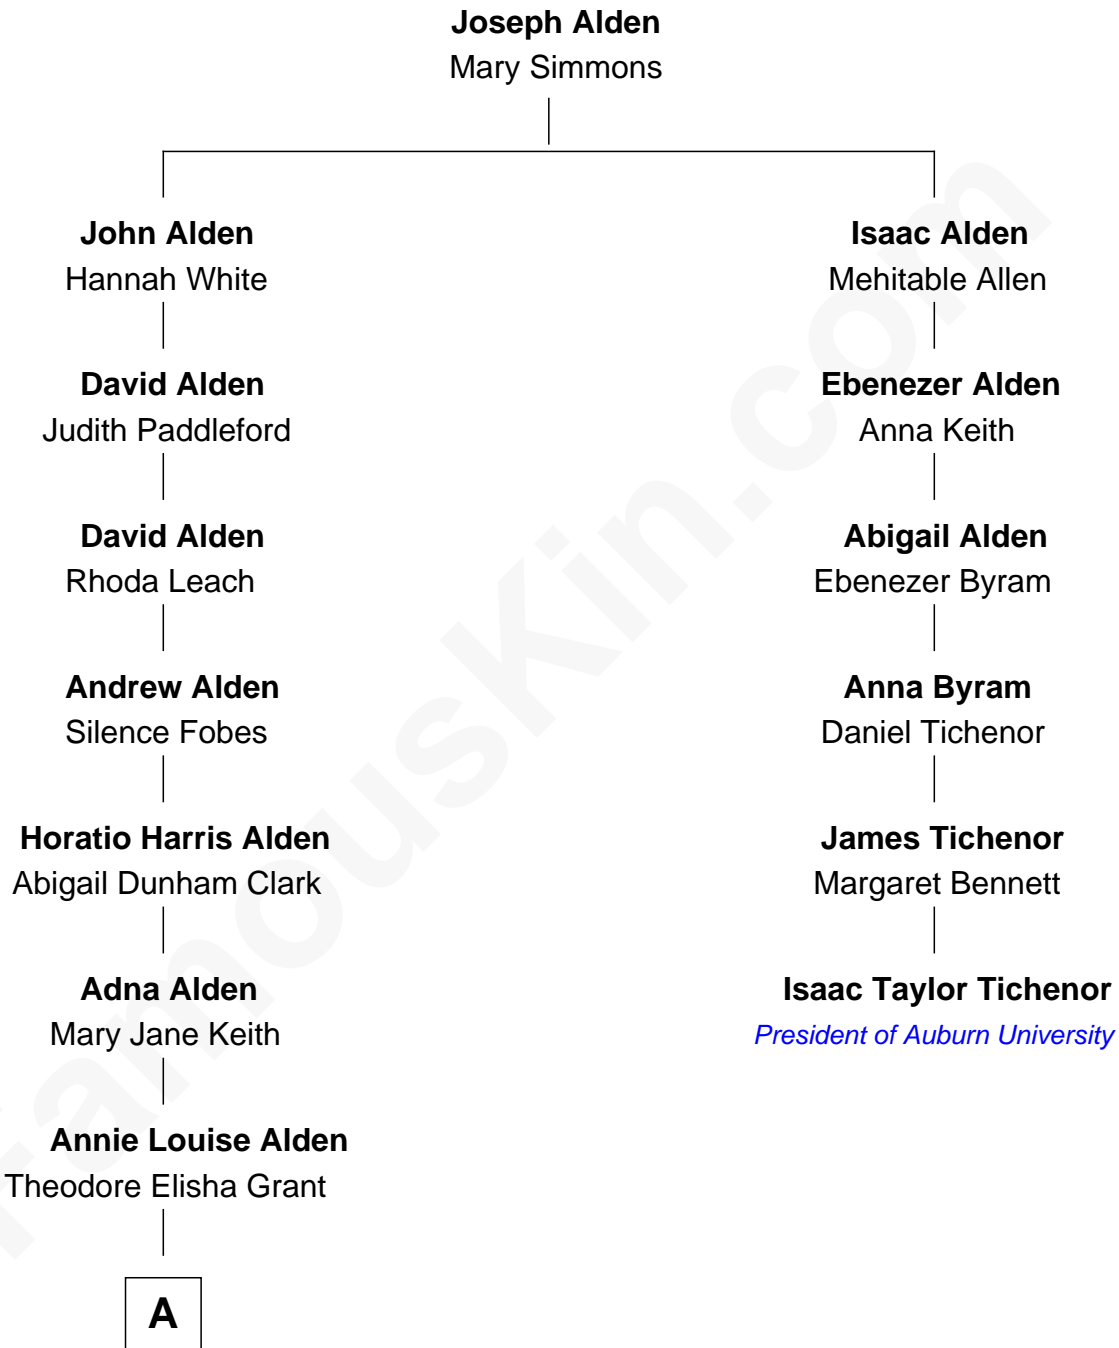 Joseph Alden
Mary Simmons
John Alden
Hannah White
Isaac Alden
Mehitable Allen
David Alden
Judith Paddleford
Ebenezer Alden
Anna Keith
David Alden
Rhoda Leach
Abigail Alden
Ebenezer Byram
Andrew Alden
Silence Fobes
Anna Byram
Daniel Tichenor
Horatio Harris Alden
Abigail Dunham Clark
James Tichenor
Margaret Bennett
Adna Alden
Mary Jane Keith
Isaac Taylor Tichenor
President of Auburn University
Annie Louise Alden
Theodore Elisha Grant
A
FamousKin.com